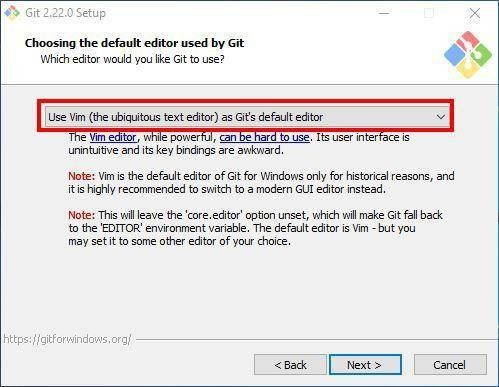 Git 2.22.0 Setup
Choosing the default editor used by Git
Which editor would you like Git to use?
Use Vim (the ubiquitous text editor) as Git's default editor
The Vim editor, while powerful, can be hard to use. Its user interface is
unintuitive and its key bindings are awkward.
Note: Vim is the default editor of Git for Windows only for historical reasons, and
it is highly recommended to switch to a modern GUI editor instead.
Note: This will leave the 'core.editor' option unset, which will make Git fall back
to the 'EDITOR' environment variable. The default editor is Vim - but you
may set it to some other editor of your choice.
https://gitforwindows.org/
< Back
Next >
Cancel